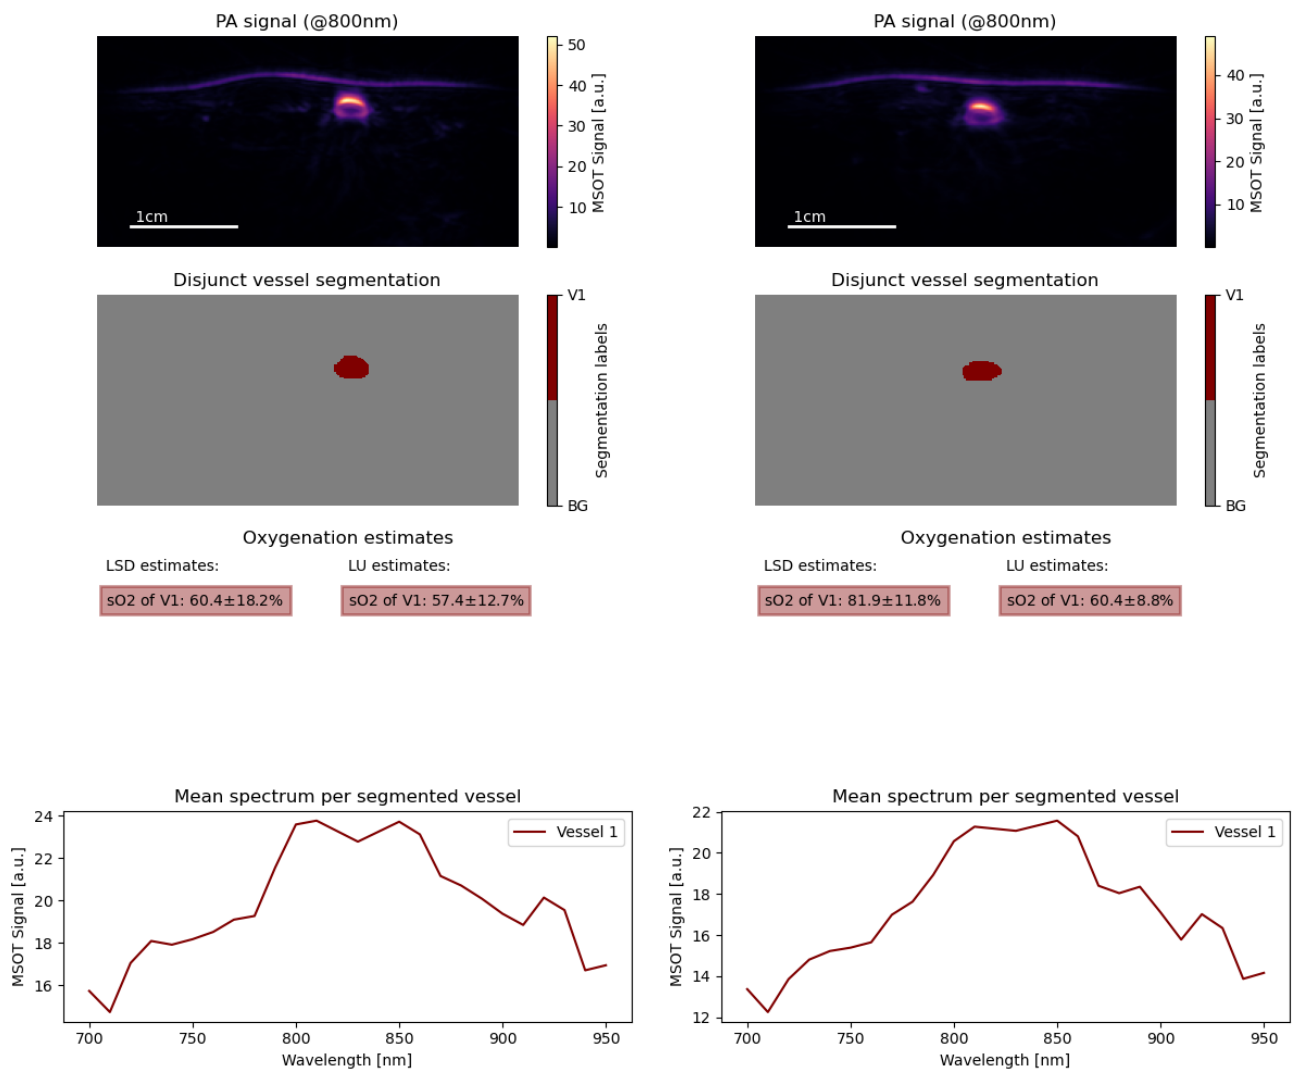 PA signal (@800nm)
50
40
30
20
10
MSOT Signal [a.u.]
1cm
PA signal (@800nm)
40
30
20
10
MSOT Signal [a.u.]
1cm
Disjunct vessel segmentation
V1
BG
Segmentation labels
Disjunct vessel segmentation
V1
BG
Segmentation labels
Oxygenation estimates
LSD estimates:
LU estimates:
sO2 of V1: 60.4±18.2%
sO2 of V1: 57.4±12.7%
Oxygenation estimates
LSD estimates:
LU estimates:
sO2 of V1: 81.9±11.8%
sO2 of V1: 60.4±8.8%
Mean spectrum per segmented vessel
Vessel 1
24
22
20
18
16
MSOT Signal [a.u.]
700
750
800
850
900
950
Wavelength [nm]
Mean spectrum per segmented vessel
Vessel 1
22
20
18
16
14
12
MSOT Signal [a.u.]
700
750
800
850
900
950
Wavelength [nm]